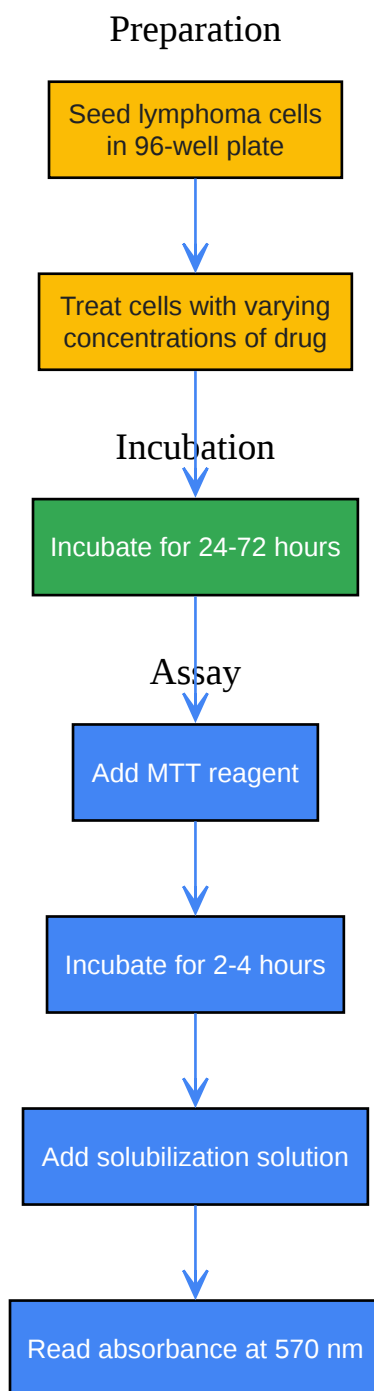 Preparation
Seed lymphoma cells
in 96-well plate
Treat cells with varying
concentrations of drug
Incubation
Incubate for 24-72 hours
Assay
Add MTT reagent
Incubate for 2-4 hours
Add solubilization solution
Read absorbance at 570 nm